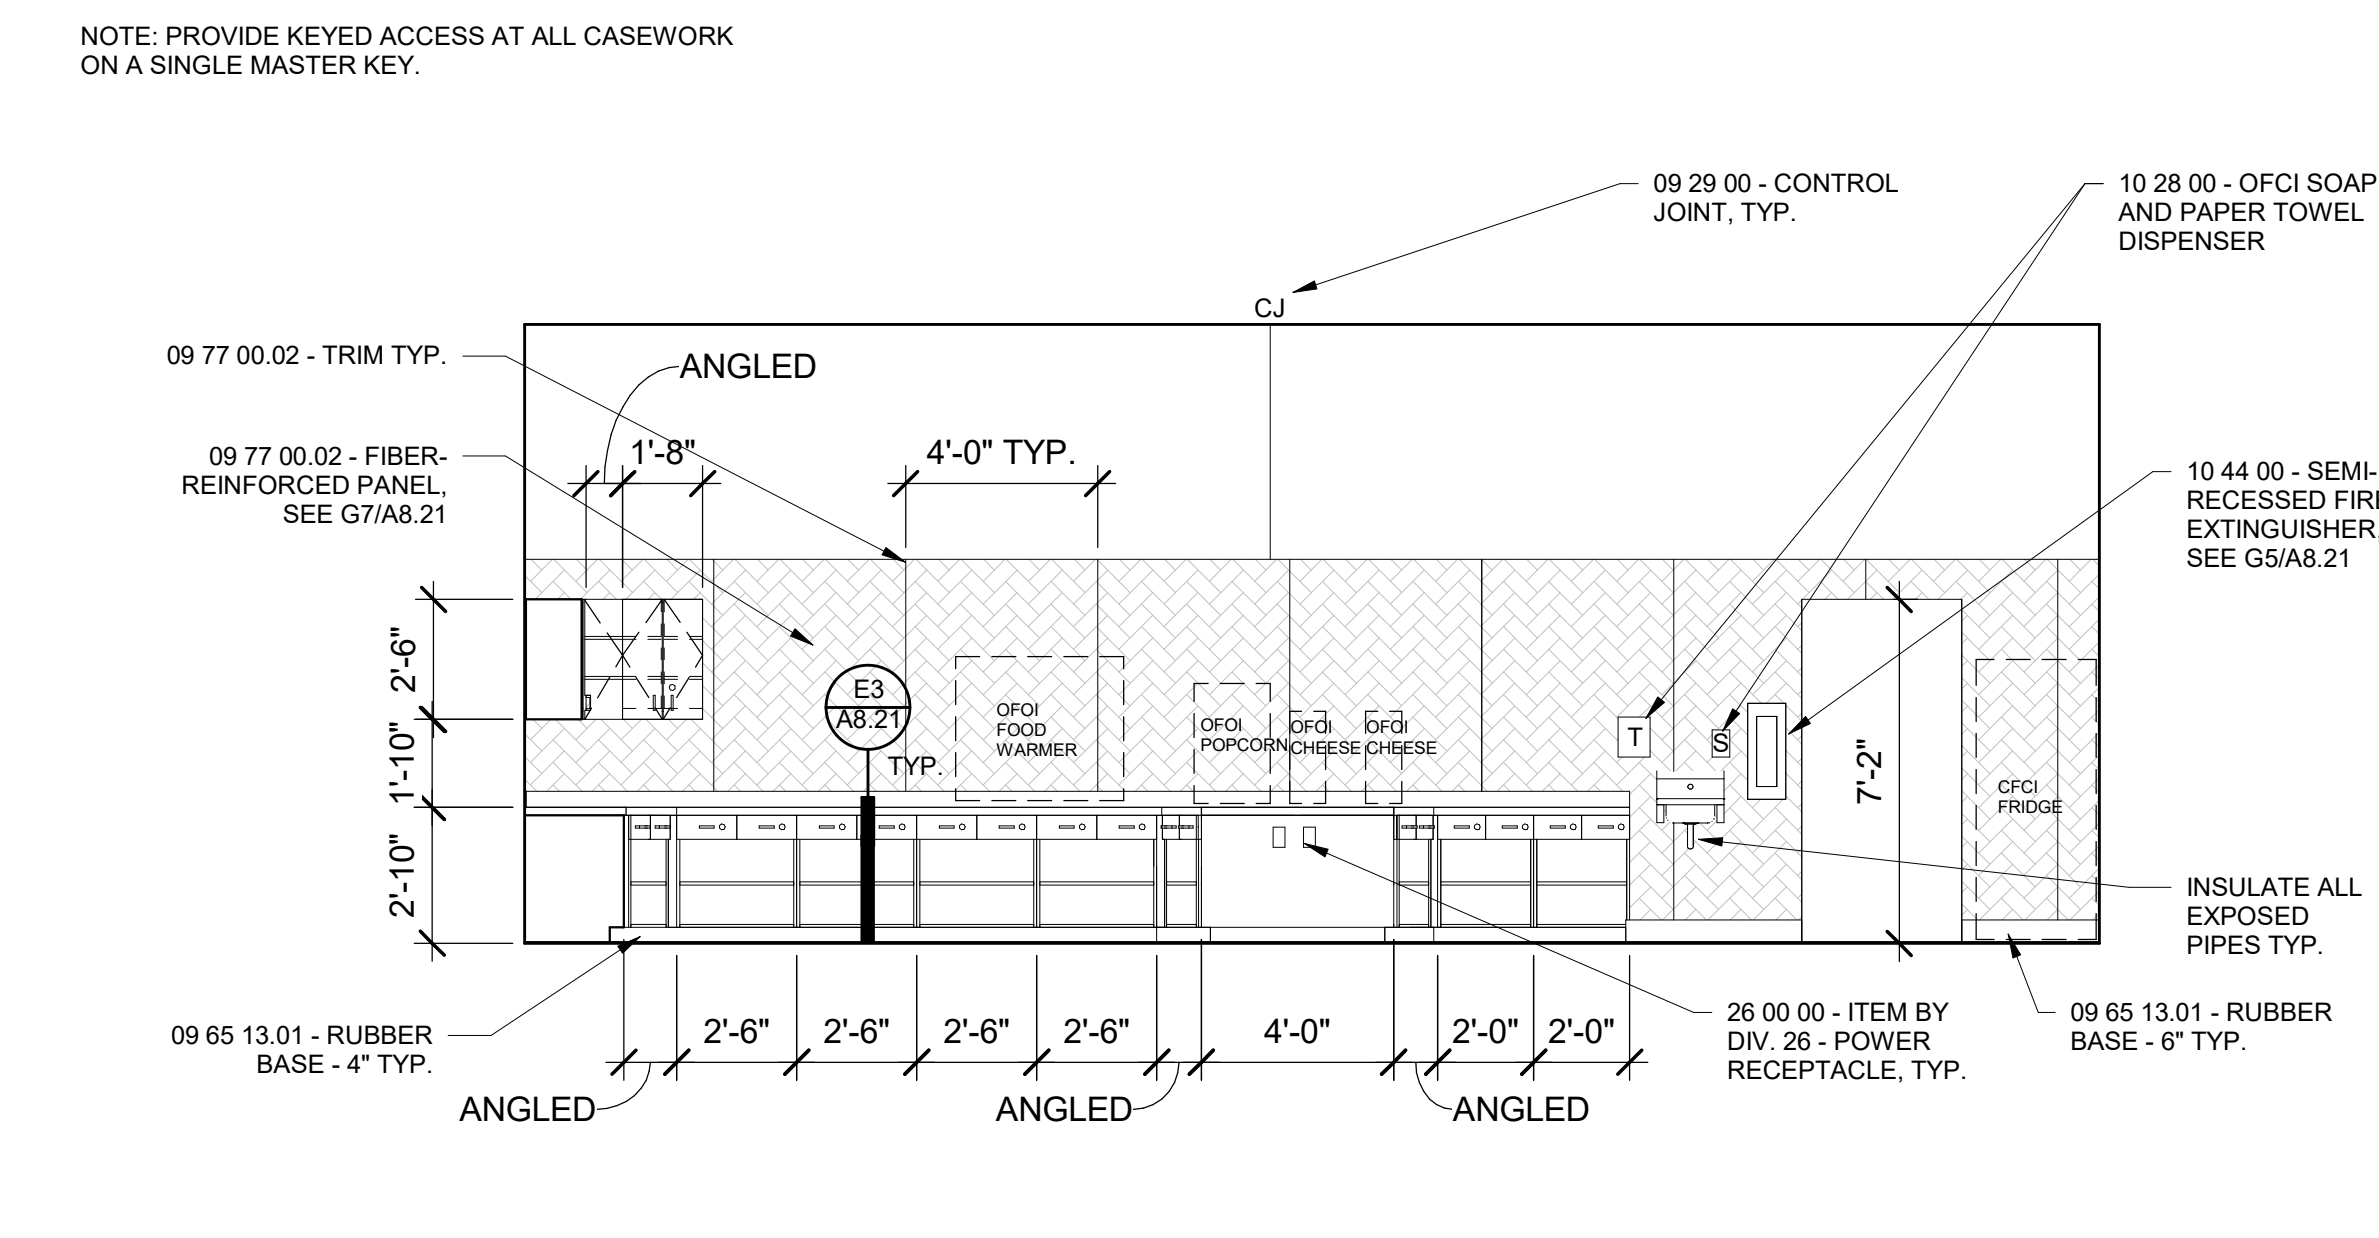 NOTE: PROVIDE KEYED ACCESS AT ALL CASEWORK
ON A SINGLE MASTER KEY.
09 29 00 - CONTROL
JOINT, TYP.
10 28 00 - OFCI SOAP
AND PAPER TOWEL
DISPENSER
CJ
09 77 00.02 - TRIM TYP.
ANGLED
09 77 00.02 - FIBER-
REINFORCED PANEL,
SEE G7/A8.21
1'-8"
4'-0" TYP.
10 44 00 - SEMI-
RECESSED FIRE
EXTINGUISHER,
SEE G5/A8.21
2'-6"
1'-10"
2'-10"
E3
A8.21
TYP.
OFOI
FOOD
WARMER
OFOI
POPCORN
OFOI
CHEESE
OFOI
CHEESE
T
S
7'-2"
CFCI
FRIDGE
INSULATE ALL
EXPOSED
PIPES TYP.
09 65 13.01 - RUBBER
BASE - 4" TYP.
2'-6"
2'-6"
2'-6"
2'-6"
4'-0"
2'-0"
2'-0"
26 00 00 - ITEM BY
DIV. 26 - POWER
RECEPTACLE, TYP.
09 65 13.01 - RUBBER
BASE - 6" TYP.
ANGLED
ANGLED
ANGLED